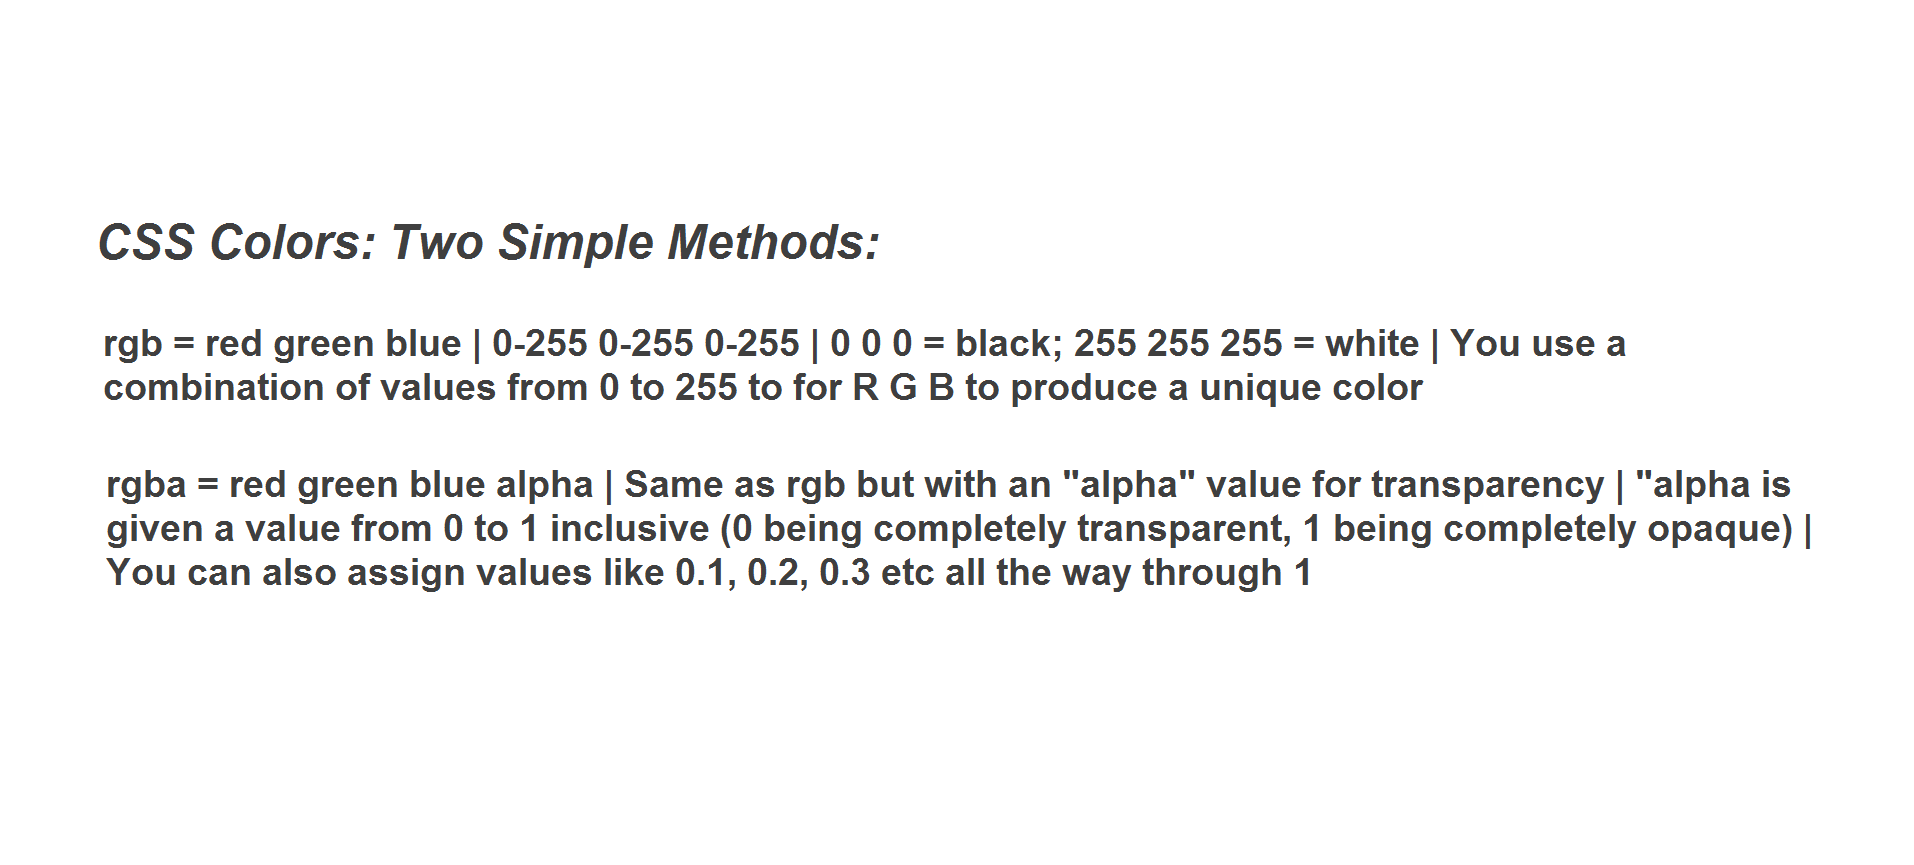 CSS Colors: Two Simple Methods:
rgb = red green blue | 0-255 0-255 0-255 | 0 0 0 = black; 255 255 255 = white | You use a
combination of values from 0 to 255 to for R G B to produce a unique color
rgba = red green blue alpha | Same as rgb but with an "alpha" value for transparency | "alpha is
given a value from 0 to 1 inclusive (0 being completely transparent, 1 being completely opaque) |
You can also assign values like 0.1, 0.2, 0.3 etc all the way through 1